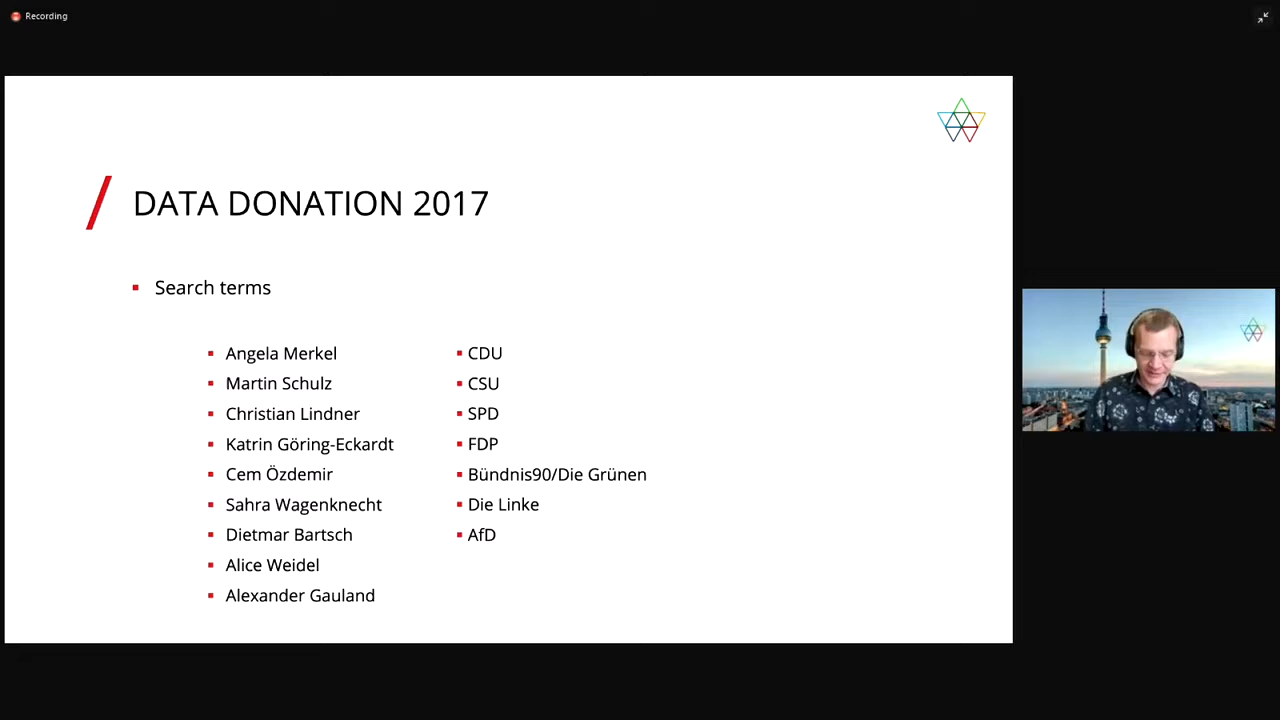 Recording
DATA DONATION 2017
Search terms
Angela Merkel
Martin Schulz
Christian Lindner
Katrin Göring-Eckardt
Cem Özdemir
Sahra Wagenknecht
Dietmar Bartsch
Alice Weidel
Alexander Gauland
CDU
CSU
SPD
FDP
Bündnis90/Die Grünen
Die Linke
AfD